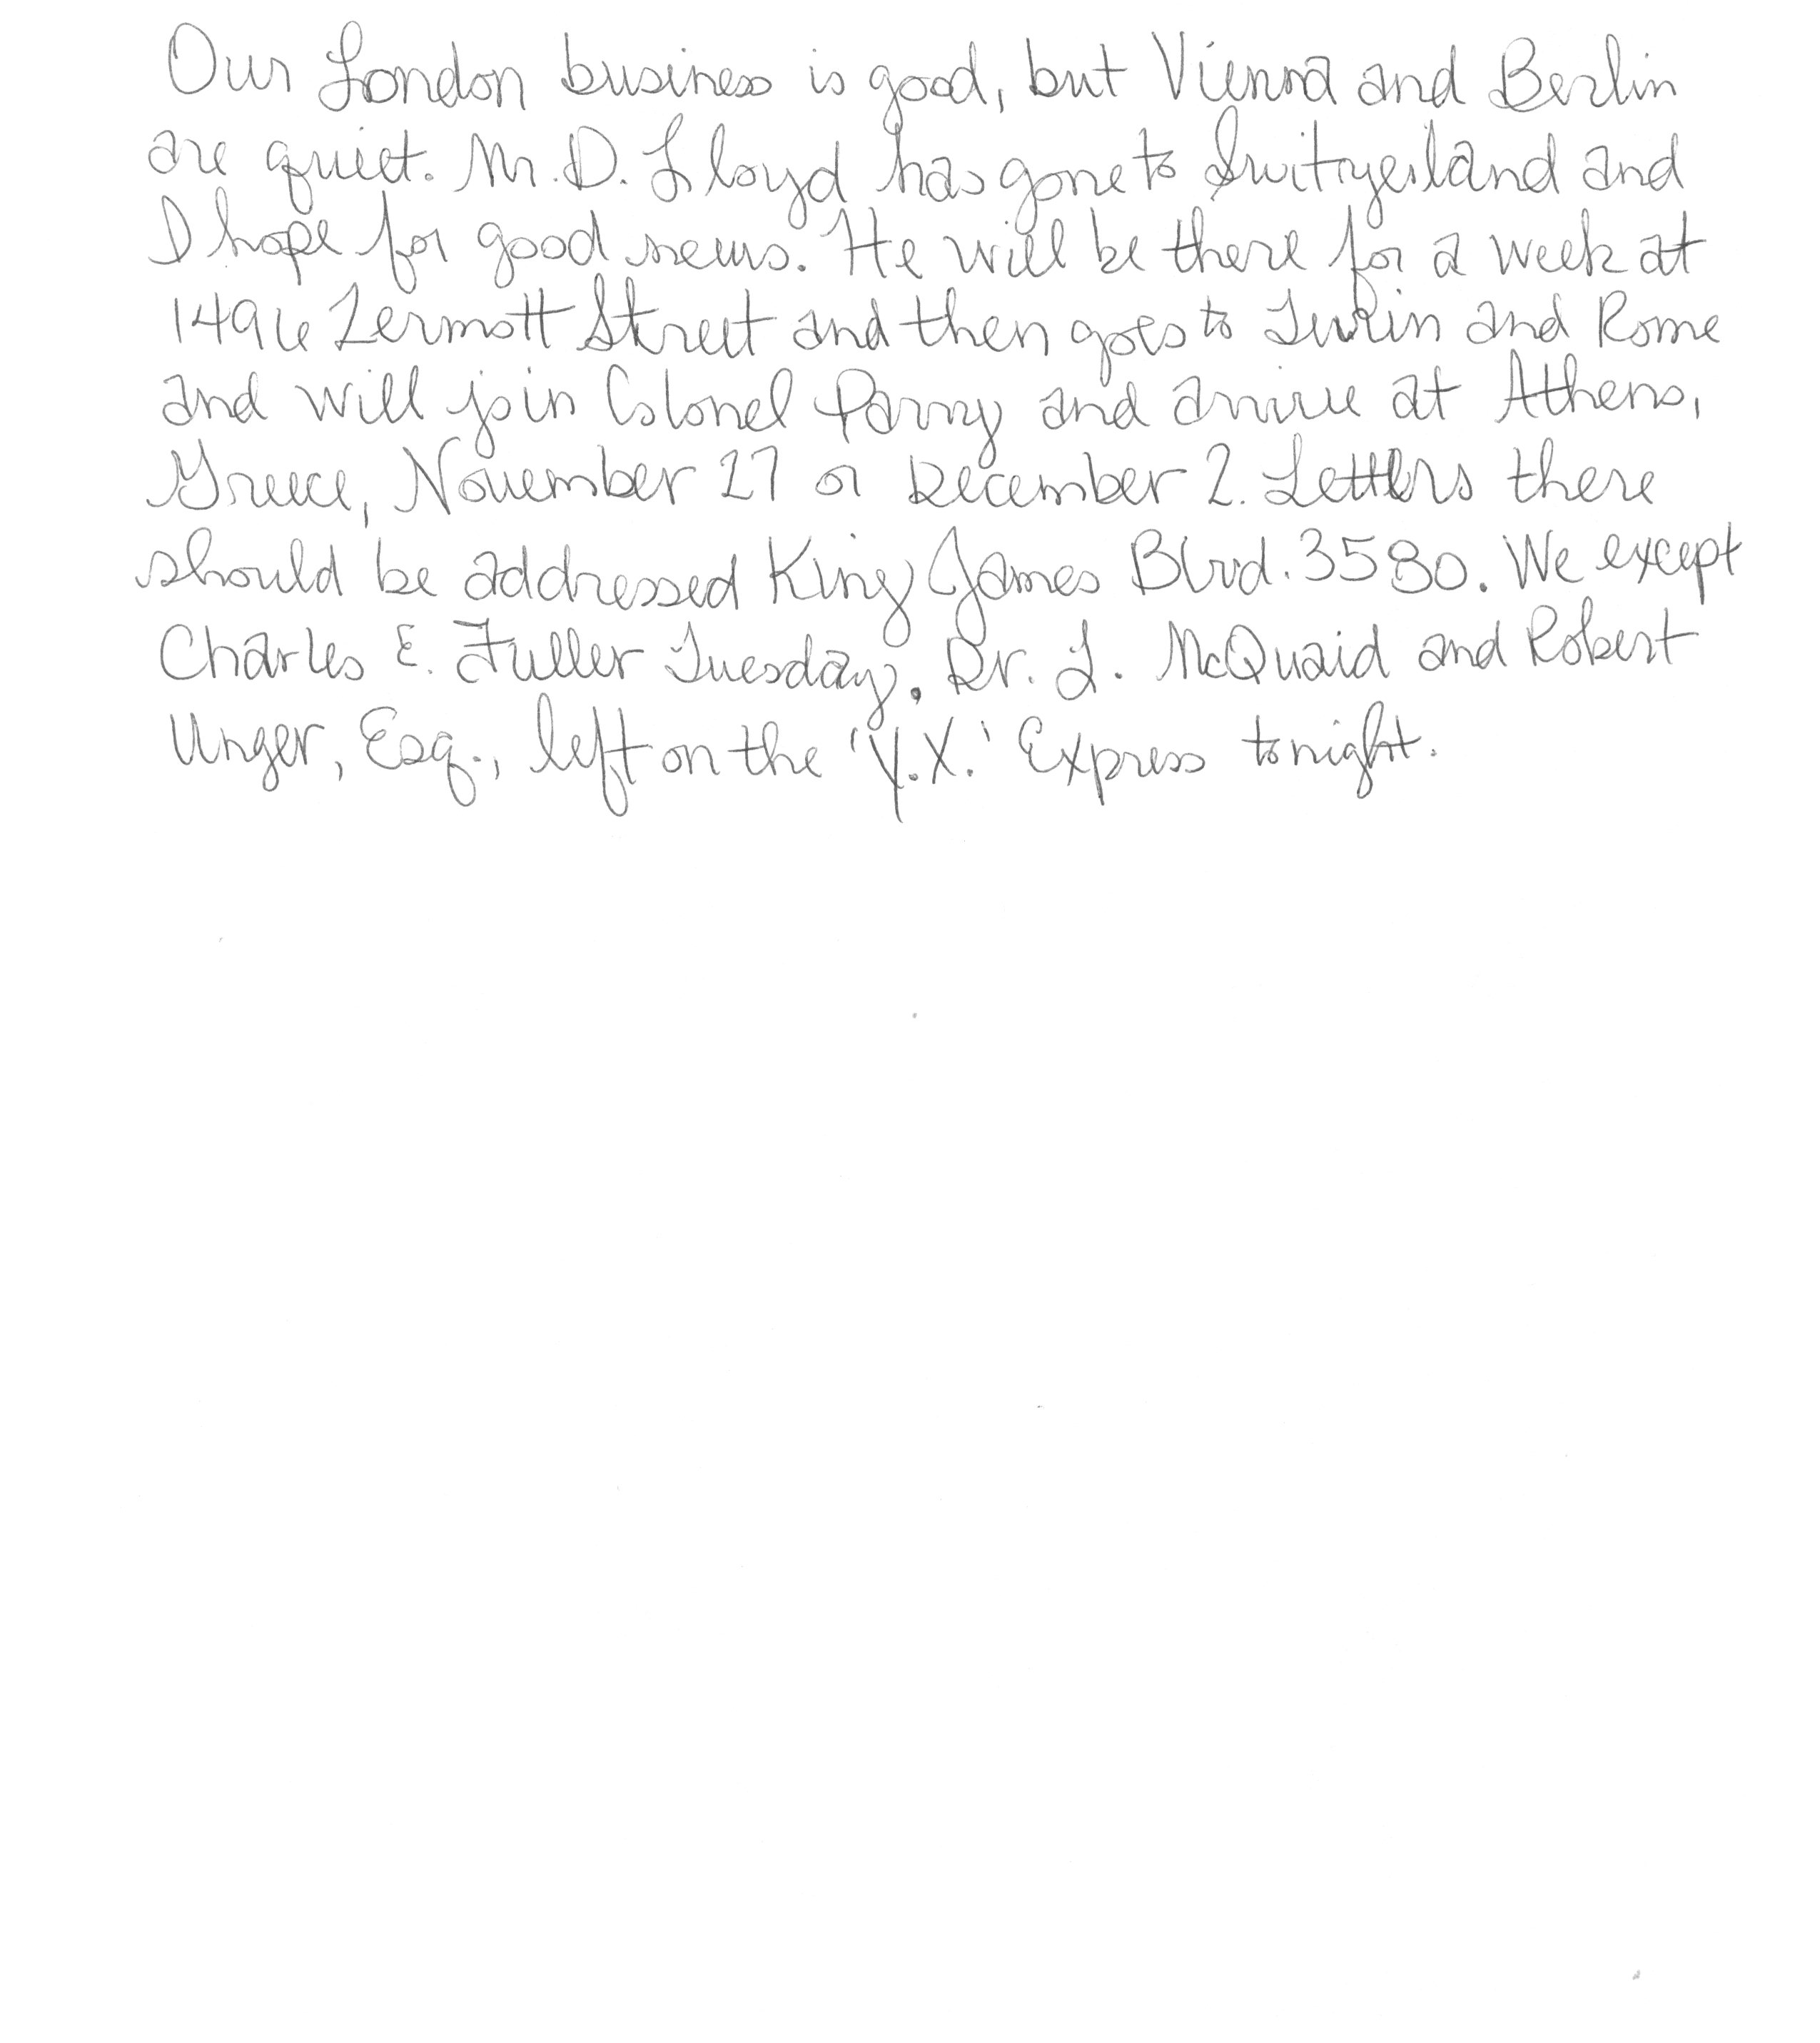 Our London business is good, but Vienna and Berlin
are quiet. Mr. D. Lloyd has gone to Switzerland and
I hope for good news. He will be there for a week at
1496 Zermott Street and then goes to Turin and Rome
and will join Colonel Parry and arrive at Athens,
Greece, November 27 or December 2. Letters there
should be addressed King James Blvd. 3580. We except
Charles E. Fuller Tuesday. Dr. L. McQuaid and Robert
Unger, Esq., left on the 'Y.X.' Express tonight.